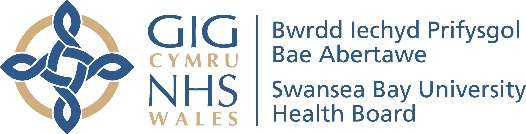 GIG
CYMRU
NHS
WALES
Bwrdd Iechyd Prifysgol
Bae Abertawe
Swansea Bay University
Health Board